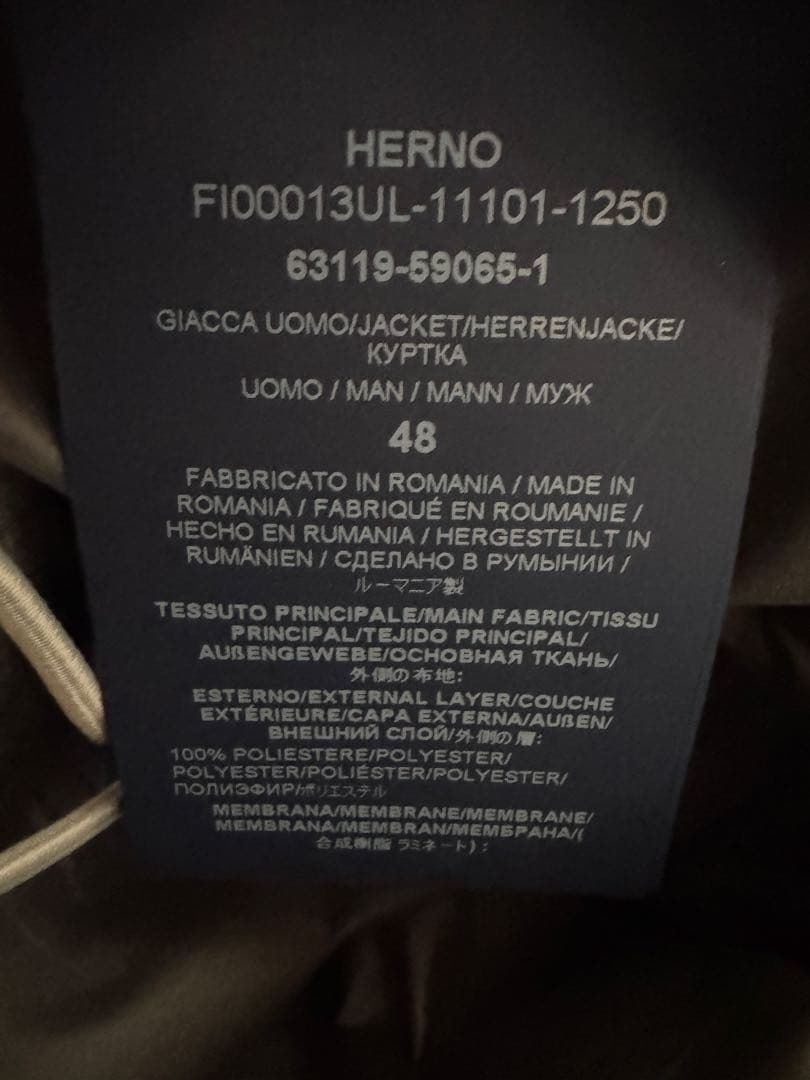 HERNO
FI00013UL-11101-1250
63119-59065-1
GIACCA UOMO/JACKET/HERRENJACKE/
КУРТКА
UOMO / MAN / MANN / МУЖ
48
FABBRICATO IN ROMANIA / MADE IN
ROMANIA / FABRIQUÉ EN ROUMANIE /
HECHO EN RUMANIA / HERGESTELLT IN
RUMÄNIEN / СДЕЛАНО В РУМЫНИИ /
ルーマニア製
TESSUTO PRINCIPALE/MAIN FABRIC/TISSU
PRINCIPAL/TEJIDO PRINCIPAL/
AUßENGEWEBE/ОСНОВНАЯ ТКАНЬ/
外側の布地:
ESTERNO/EXTERNAL LAYER/COUCHE
EXTÉRIEURE/CAPA EXTERNA/AUßEN/
ВНЕШНИЙ СЛОЙ/外側の層:
100% POLIESTERE/POLYESTER/
POLYESTER/POLIÉSTER/POLYESTER/
ПОЛИЭФИР/ポリエステル
MEMBRANA/MEMBRANE/MEMBRANE/
MEMBRANA/MEMBRAN/МЕМБРАНА/(
合成樹脂 ラミネート):